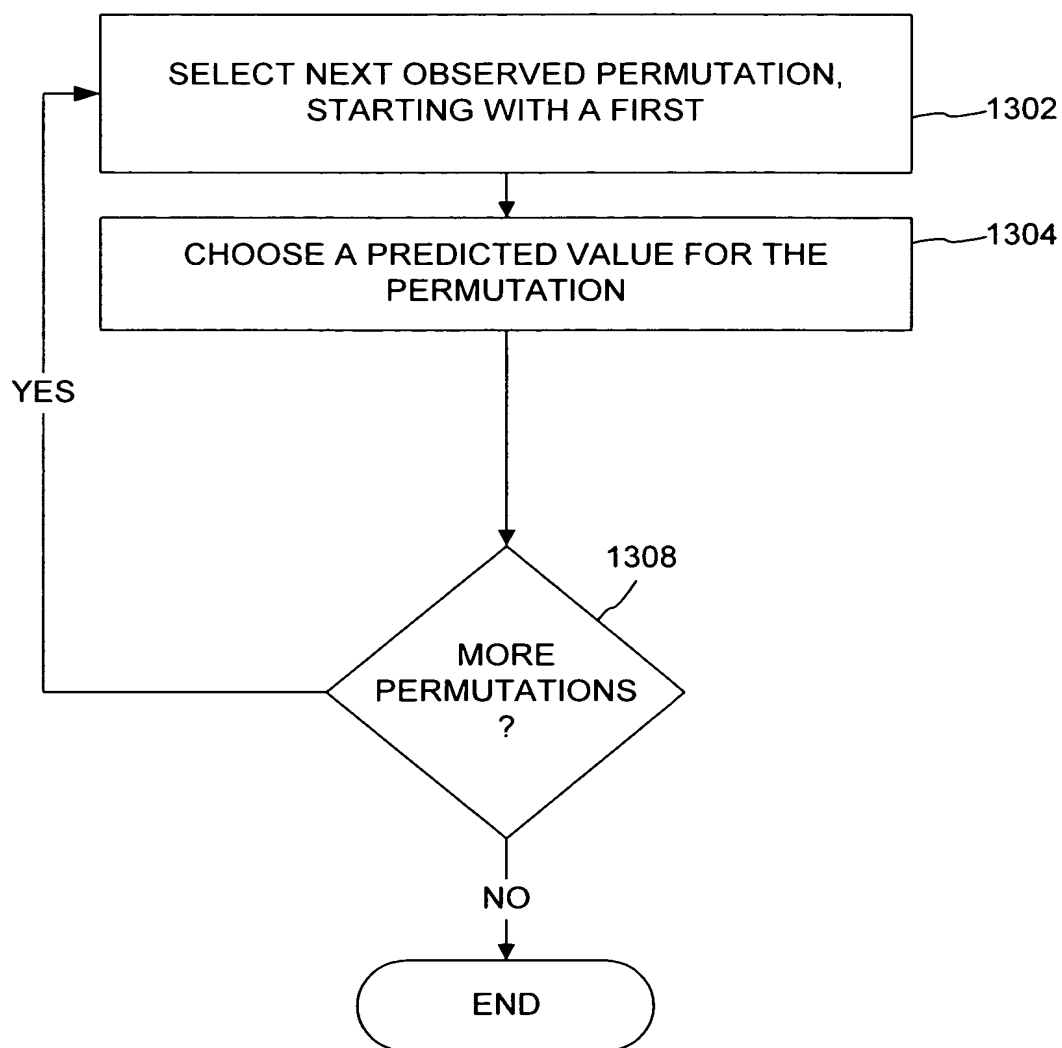 SELECT NEXT OBSERVED PERMUTATION,
STARTING WITH A FIRST
1302
CHOOSE A PREDICTED VALUE FOR THE
PERMUTATION
1304
YES
1308
MORE
PERMUTATIONS
?
NO
END